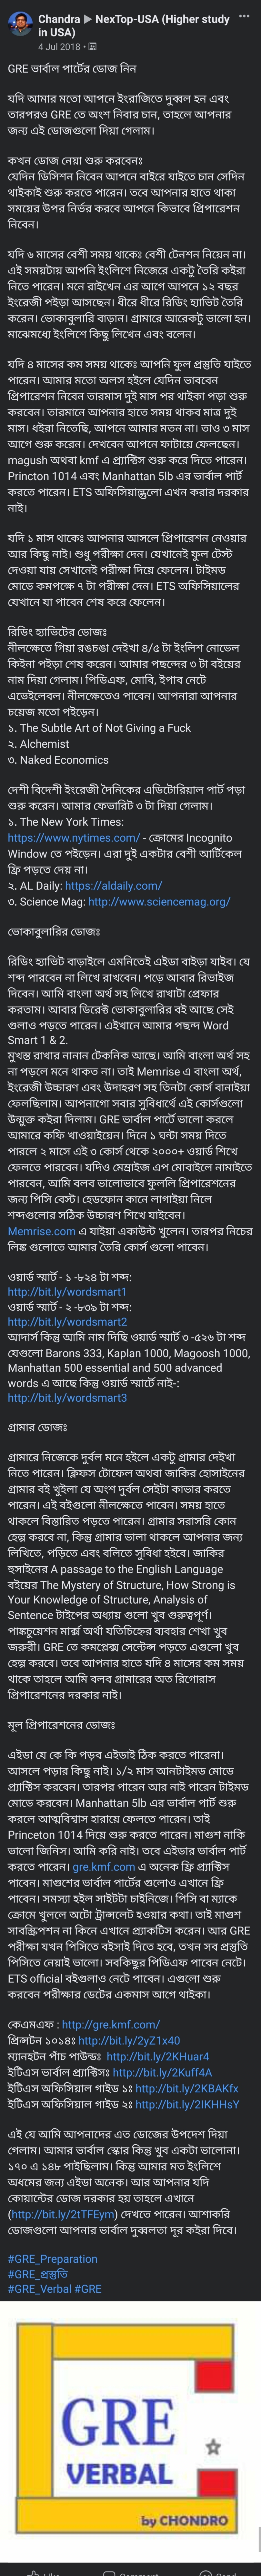 Chandra ▶ NexTop-USA (Higher study
in USA)
4 Jul 2018
GRE ভার্বাল পার্টের ডোজ নিন
যদি আমার মতো আপনে ইংরাজিতে দুব্বল হন এবং
তারপরও GRE তে অংশ নিবার চান, তাহলে আপনার
জন্য এই ডোজগুলো দিয়া গেলাম।
কখন ডোজ নেয়া শুরু করবেনঃ
যেদিন ডিসিশন নিবেন আপনে বাইরে যাইতে চান সেদিন
থাইকাই শুরু করতে পারেন। তবে আপনার হাতে থাকা
সময়ের উপর নির্ভর করবে আপনে কিভাবে প্রিপারেশন
নিবেন।
যদি ৬ মাসের বেশী সময় থাকেঃ বেশী টেনশন নিয়েন না।
এই সময়টায় আপনি ইংলিশে নিজেরে একটু তৈরি কইরা
নিতে পারেন। মনে রাইখেন এর আগে আপনে ১২ বছর
ইংরেজী পইড়া আসছেন। ধীরে ধীরে রিডিং হ্যাভিট তৈরি
করেন। ভোকাবুলারি বাড়ান। গ্রামারে আরেকটু ভালো হন।
মাঝেমধ্যে ইংলিশে কিছু লিখেন এবং বলেন।
যদি ৪ মাসের কম সময় থাকেঃ আপনি ফুল প্রস্তুতি যাইতে
পারেন। আমার মতো অলস হইলে যেদিন ভাববেন
প্রিপারেশন নিবেন তারমাস দুই মাস পর থাইকা পড়া শুরু
করবেন। তারমানে আপনার হাতে সময় থাকব মাত্র দুই
মাস। ধইরা নিতেছি, আপনে আমার মতন না। তাও ৩ মাস
আগে শুরু করেন। দেখবেন আপনে ফাটায়ে ফেলছেন।
magush অথবা kmf এ প্র্যাক্টিস শুরু করে দিতে পারেন।
Princton 1014 এবং Manhattan 5lb এর ভার্বাল পার্ট
করতে পারেন। ETS অফিসিয়ালগুলো এখন করার দরকার
নাই।
যদি ১ মাস থাকেঃ আপনার আসলে প্রিপারেশন নেওয়ার
আর কিছু নাই। শুধু পরীক্ষা দেন। যেখানেই ফুল টেস্ট
দেওয়া যায় সেখানেই পরীক্ষা দিয়ে ফেলেন। টাইমড
মোডে কমপক্ষে ৭ টা পরীক্ষা দেন। ETS অফিসিয়ালের
যেখানে যা পাবেন শেষ করে ফেলেন।
রিডিং হ্যাভিটের ডোজঃ
নীলক্ষেতে গিয়া রঙচঙা দেইখা ৪/৫ টা ইংলিশ নোভেল
কিইনা পইড়া শেষ করেন। আমার পছন্দের ৩ টা বইয়ের
নাম দিয়া গেলাম। পিডিএফ, মোবি, ইপাব নেটে
এভেইলেবল। নীলক্ষেতেও পাবেন। আপনারা আপনার
চয়েজ মতো পইড়েন।
১. The Subtle Art of Not Giving a Fuck
২. Alchemist
৩. Naked Economics
দেশী বিদেশী ইংরেজী দৈনিকের এডিটোরিয়াল পার্ট পড়া
শুরু করেন। আমার ফেভারিট ৩ টা দিয়া গেলাম।
১. The New York Times:
https://www.nytimes.com/ - ক্রোমের Incognito
Window তে পইড়েন। এরা দুই একটার বেশী আর্টিকেল
ফ্রি পড়তে দেয় না।
২. AL Daily: https://aldaily.com/
৩. Science Mag: http://www.sciencemag.org/
ভোকাবুলারির ডোজঃ
রিডিং হ্যাভিট বাড়াইলে এমনিতেই এইডা বাইড়া যাইব। যে
শব্দ পারবেন না লিখে রাখবেন। পড়ে আবার রিভাইজ
দিবেন। আমি বাংলা অর্থ সহ লিখে রাখাটা প্রেফার
করতাম। আবার ডিরেক্ট ভোকাবুলারির বই আছে সেই
গুলাও পড়তে পারেন। এইখানে আমার পছন্দ Word
Smart 1 & 2.
মুখস্ত রাখার নানান টেকনিক আছে। আমি বাংলা অর্থ সহ
না পড়লে মনে থাকত না। তাই Memrise এ বাংলা অর্থ,
ইংরেজী উচ্চারণ এবং উদাহরণ সহ তিনটা কোর্স বানাইয়া
ফেলছিলাম। আপনাগো সবার সুবিধার্থে এই কোর্সগুলো
উন্মুক্ত কইরা দিলাম। GRE ভার্বাল পার্টে ভালো করলে
আমারে কফি খাওয়াইয়েন। দিনে ১ ঘন্টা সময় দিতে
পারলে ২ মাসে এই ৩ কোর্স থেকে ২০০০+ ওয়ার্ড শিখে
ফেলতে পারবেন। যদিও মেমরাইজ এপ মোবাইলে নামাইতে
পারবেন, আমি বলব ভালোভাবে ফুললি প্রিপারেশনের
জন্য পিসি বেস্ট। হেডফোন কানে লাগাইয়া নিলে
শব্দগুলোর সঠিক উচ্চারণ শিখে যাইবেন।
Memrise.com এ যাইয়া একাউন্ট খুলেন। তারপর নিচের
লিঙ্ক গুলোতে আমার তৈরি কোর্স গুলো পাবেন।
ওয়ার্ড স্মার্ট - ১ -৮২৪ টা শব্দ:
http://bit.ly/wordsmart1
ওয়ার্ড স্মার্ট - ২ -৮৩৯ টা শব্দ:
http://bit.ly/wordsmart2
আদার্স কিন্তু আমি নাম দিছি ওয়ার্ড স্মার্ট ৩ -৫২৬ টা শব্দ
যেগুলো Barons 333, Kaplan 1000, Magoosh 1000,
Manhattan 500 essential and 500 advanced
words এ আছে কিন্তু ওয়ার্ড স্মার্টে নাই-:
http://bit.ly/wordsmart3
গ্রামার ডোজঃ
গ্রামারে নিজেকে দুর্বল মনে হইলে একটু গ্রামার দেইখা
নিতে পারেন। ক্লিফস টোফেল অথবা জাকির হোসাইনের
গ্রামার বই খুইলা যে অংশ দুর্বল সেইটা কাভার করতে
পারেন। এই বইগুলো নীলক্ষেতে পাবেন। সময় হাতে
থাকলে বিস্তারিত পড়তে পারেন। গ্রামার সরাসরি কোন
হেল্প করবে না, কিন্তু গ্রামার ভালা থাকলে আপনার জন্য
লিখিতে, পড়িতে এবং বলিতে সুবিধা হইবে। জাকির
হুসাইনের A passage to the English Language
বইয়ের The Mystery of Structure, How Strong is
Your Knowledge of Structure, Analysis of
Sentence টাইপের অধ্যায় গুলো খুব গুরুত্বপূর্ণ।
পাঙ্কচুয়েশন মার্ক্স অর্থা যতিচিহ্নের ব্যবহার শেখা খুব
জরুরী। GRE তে কমপ্লেক্স সেন্টেন্স পড়তে এগুলো খুব
হেল্প করবে। তবে আপনার হাতে যদি ৪ মাসের কম সময়
থাকে তাহলে আমি বলব গ্রামারের অত রিগোরাস
প্রিপারেশনের দরকার নাই।
মূল প্রিপারেশনের ডোজঃ
এইডা যে কে কি পড়ব এইডাই ঠিক করতে পারেনা।
আসলে পড়ার কিছু নাই। ১/২ মাস আনটাইমড মোডে
প্র্যাক্টিস করবেন। তারপর পারেন আর নাই পারেন টাইমড
মোডে করবেন। Manhattan 5lb এর ভার্বাল পার্ট শুরু
করলে আত্মবিশ্বাস হারায়ে ফেলতে পারেন। তাই
Princeton 1014 দিয়ে শুরু করতে পারেন। মাগুশ নাকি
ভালো জিনিস। আমি করি নাই। তবে এইডার ভার্বাল পার্ট
করতে পারেন। gre.kmf.com এ অনেক ফ্রি প্র্যাক্টিস
পাবেন। মাগুশের ভার্বাল পার্টের গুলোও এখানে ফ্রি
পাবেন। সমস্যা হইল সাইটটা চাইনিজে। পিসি বা ম্যাকে
ক্রোমে খুললে অটো ট্রান্সলেট হওয়ার কথা। তাই মাগুশ
সাবস্ক্রিপশন না কিনে এখানে প্র্যাকটিস করেন। আর GRE
পরীক্ষা যখন পিসিতে বইসাই দিতে হবে, তখন সব প্রস্তুতি
পিসিতে নেয়াই ভালো। সবকিছুর পিডিএফ পাবেন নেটে।
ETS official বইগুলাও নেটে পাবেন। এগুলো শুরু
করবেন পরীক্ষার ডেটের একমাস আগে থাইকা।
কেএমএফ : http://gre.kmf.com/
প্রিন্সটন ১০১৪ঃ http://bit.ly/2yZ1x40
ম্যানহটন পাঁচ পাউন্ডঃ http://bit.ly/2KHuar4
ইটিএস ভার্বাল প্র্যাক্টিসঃ http://bit.ly/2Kuff4A
ইটিএস অফিসিয়াল গাইড ১ঃ http://bit.ly/2KBAKfx
ইটিএস অফিসিয়াল গাইড ২ঃ http://bit.ly/2IKHHsY
এই যে আমি আপনাদের এত ডোজের উপদেশ দিয়া
গেলাম। আমার ভার্বাল স্কোর কিন্তু খুব একটা ভালোনা।
১৭০ এ ১৪৮ পাইছিলাম। কিন্তু আমার মত ইংলিশে
অধমের জন্য এইডা অনেক। আর আপনার যদি
কোয়ান্টের ডোজ দরকার হয় তাহলে এখানে
(http://bit.ly/2tTFEym) দেখতে পারেন। আশাকরি
ডোজগুলো আপনার ভার্বাল দুব্বলতা দূর কইরা দিবে।
#GRE_Preparation
#GRE_প্রস্তুতি
#GRE_Verbal #GRE
GRE
VERBAL
by CHONDRO